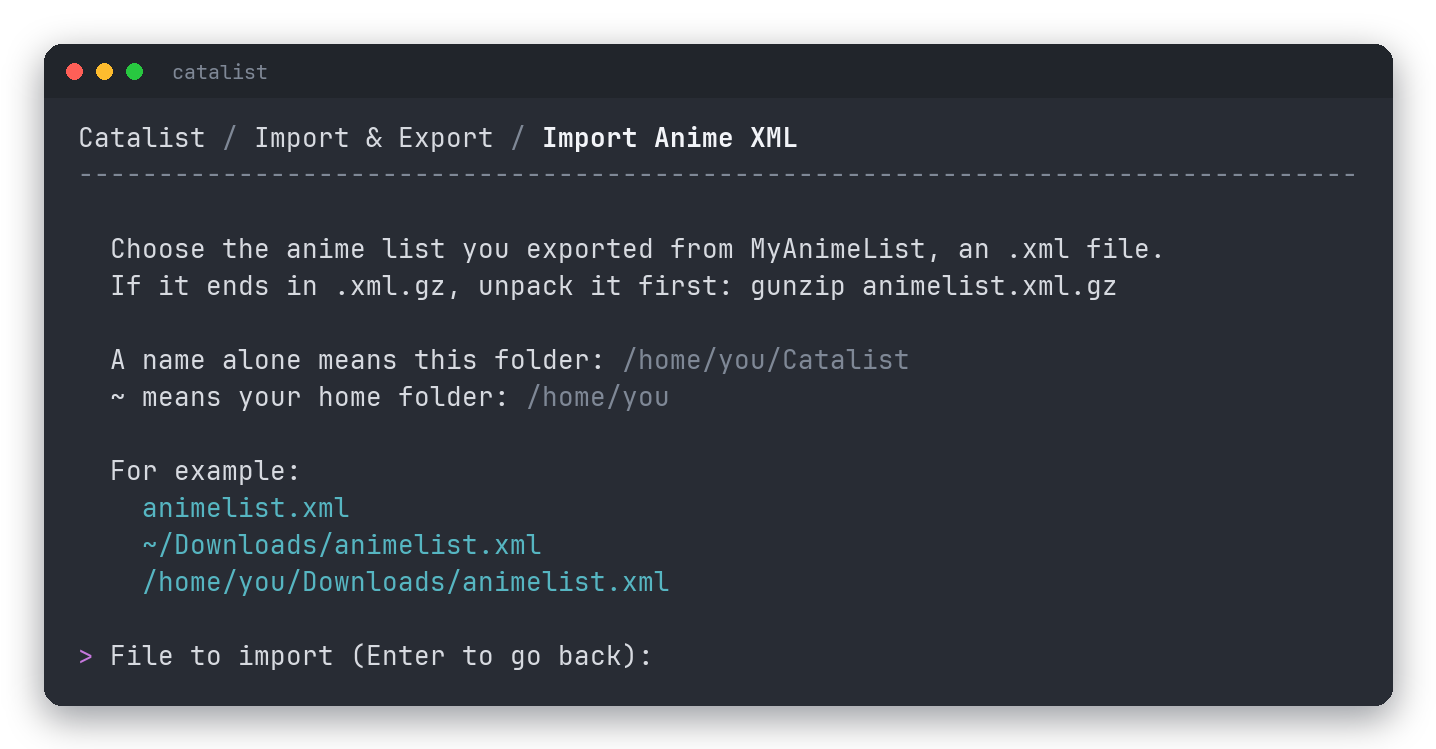 catalist
Catalist / Import & Export / Import Anime XML
--------------------------------------------------------------------------------
Choose the anime list you exported from MyAnimeList, an .xml file.
If it ends in .xml.gz, unpack it first: gunzip animelist.xml.gz
A name alone means this folder: /home/you/Catalist
~ means your home folder: /home/you
For example:
animelist.xml
~/Downloads/animelist.xml
/home/you/Downloads/animelist.xml
> File to import (Enter to go back):